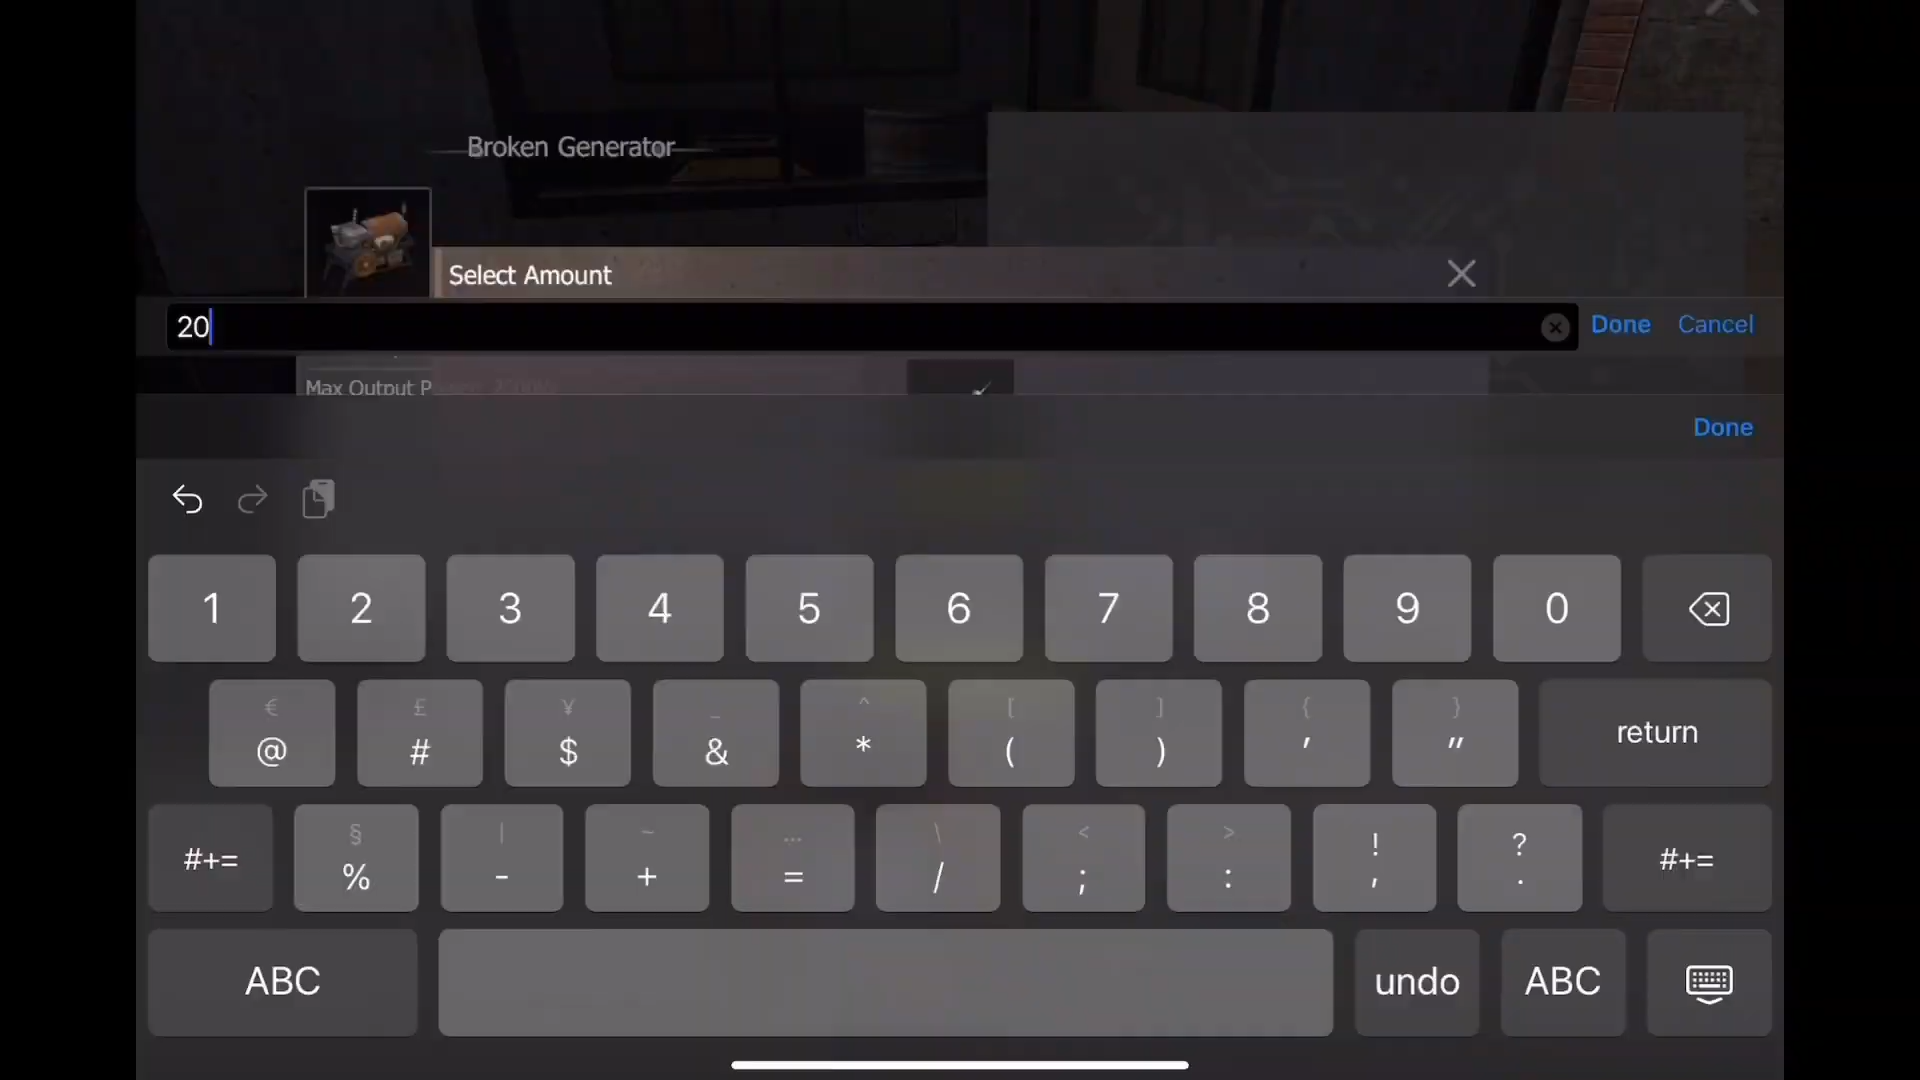 Broken Generator
Select Amount
20 Done Cancel
Max Output P
Done
1 2 3 4 5 6 7 8 9 0
€ £ ¥ _ ^ [ ] { }
@ # $ & * ( ) ' " return
§ | ~ … \ < > ! ?
#+= % - + = / ; : , . #+=
ABC undo ABC